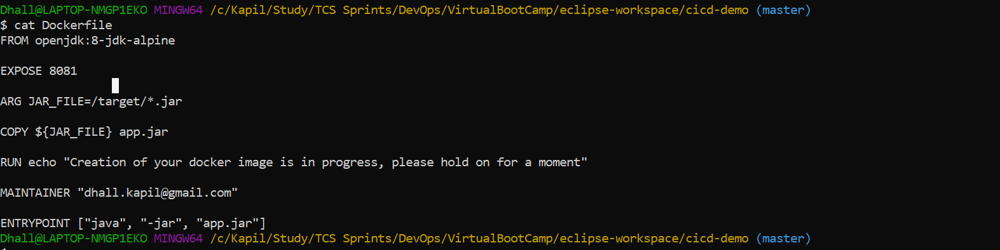 Dhall@LAPTOP-NMGP1EKO MINGW64 /c/Kapil/Study/TCS Sprints/DevOps/VirtualBootCamp/eclipse-workspace/cicd-demo (master)
$ cat Dockerfile
FROM openjdk:8-jdk-alpine
EXPOSE 8081
ARG JAR_FILE=/target/*.jar
COPY ${JAR_FILE} app.jar
RUN echo "Creation of your docker image is in progress, please hold on for a moment"
MAINTAINER "dhall.kapil@gmail.com"
ENTRYPOINT ["java", "-jar", "app.jar"]
Dhall@LAPTOP-NMGP1EKO MINGW64 /c/Kapil/Study/TCS Sprints/DevOps/VirtualBootCamp/eclipse-workspace/cicd-demo (master)